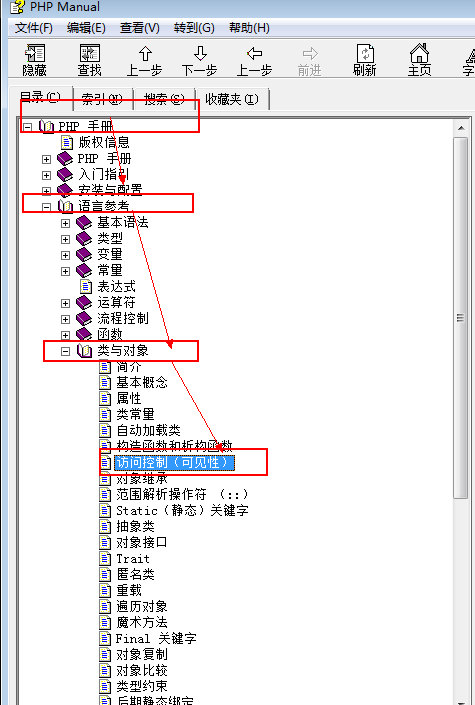 PHP Manual
文件(F) 编辑(E) 查看(V) 转到(G) 帮助(H)
隐藏 查找 上一步 下一步 上一步 前进 刷新 主页 字
目录(C) 索引(N) 搜索(S) 收藏夹(I)
PHP 手册
版权信息
PHP 手册
入门指引
安装与配置
语言参考
基本语法
类型
变量
常量
表达式
运算符
流程控制
函数
类与对象
简介
基本概念
属性
类常量
自动加载类
构造函数和析构函数
访问控制（可见性）
对象继承
范围解析操作符 （::）
Static（静态）关键字
抽象类
对象接口
Trait
匿名类
重载
遍历对象
魔术方法
Final 关键字
对象复制
对象比较
类型约束
后期静态绑定